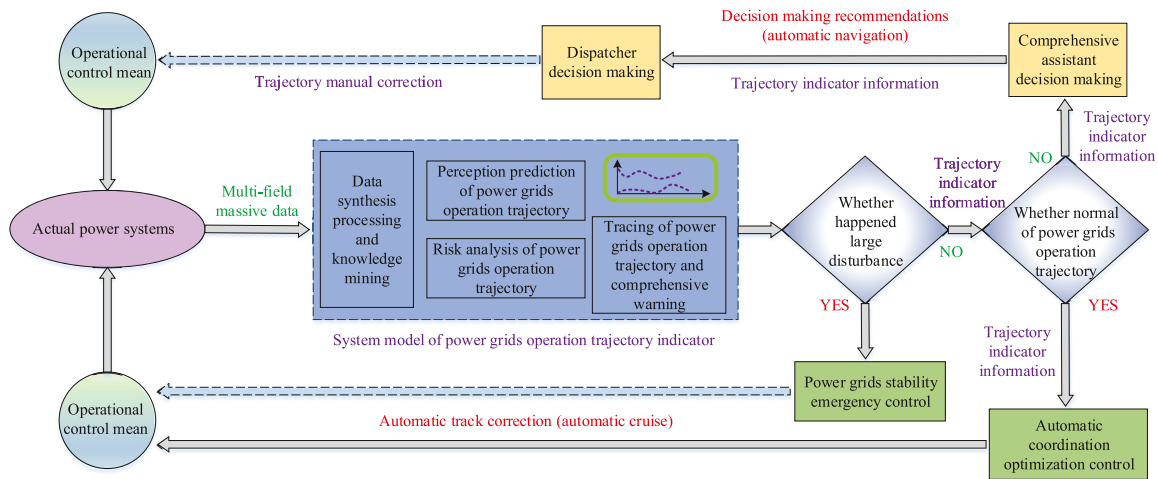 Operational
control mean
Trajectory manual correction
Dispatcher
decision making
Decision making recommendations
(automatic navigation)
Trajectory indicator information
Comprehensive
assistant
decision making
Trajectory
indicator
information
NO
Actual power systems
Multi-field
massive data
Data
synthesis
processing
and
knowledge
mining
Perception prediction
of power grids
operation trajectory
Risk analysis of power
grids operation
trajectory
Tracing of power
grids operation
trajectory and
comprehensive
warning
System model of power grids operation trajectory indicator
Whether
happened
large
disturbance
Trajectory
indicator
information
NO
Whether normal
of power grids
operation
trajectory
YES
YES
Trajectory
indicator
information
Power grids stability
emergency control
Operational
control mean
Automatic track correction (automatic cruise)
Automatic
coordination
optimization control